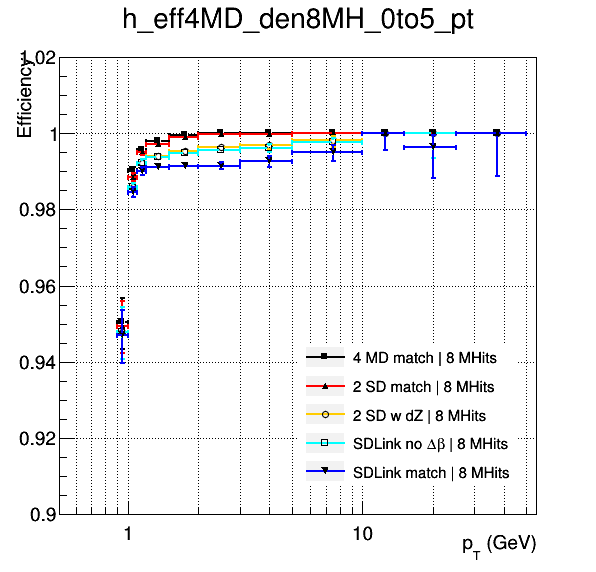 h_eff4MD_den8MH_0to5_pt
Efficiency
1.02
1
0.98
0.96
0.94
0.92
0.9
4 MD match | 8 MHits
2 SD match | 8 MHits
2 SD w dZ | 8 MHits
SDLink no Δβ | 8 MHits
SDLink match | 8 MHits
1
10
p_T (GeV)